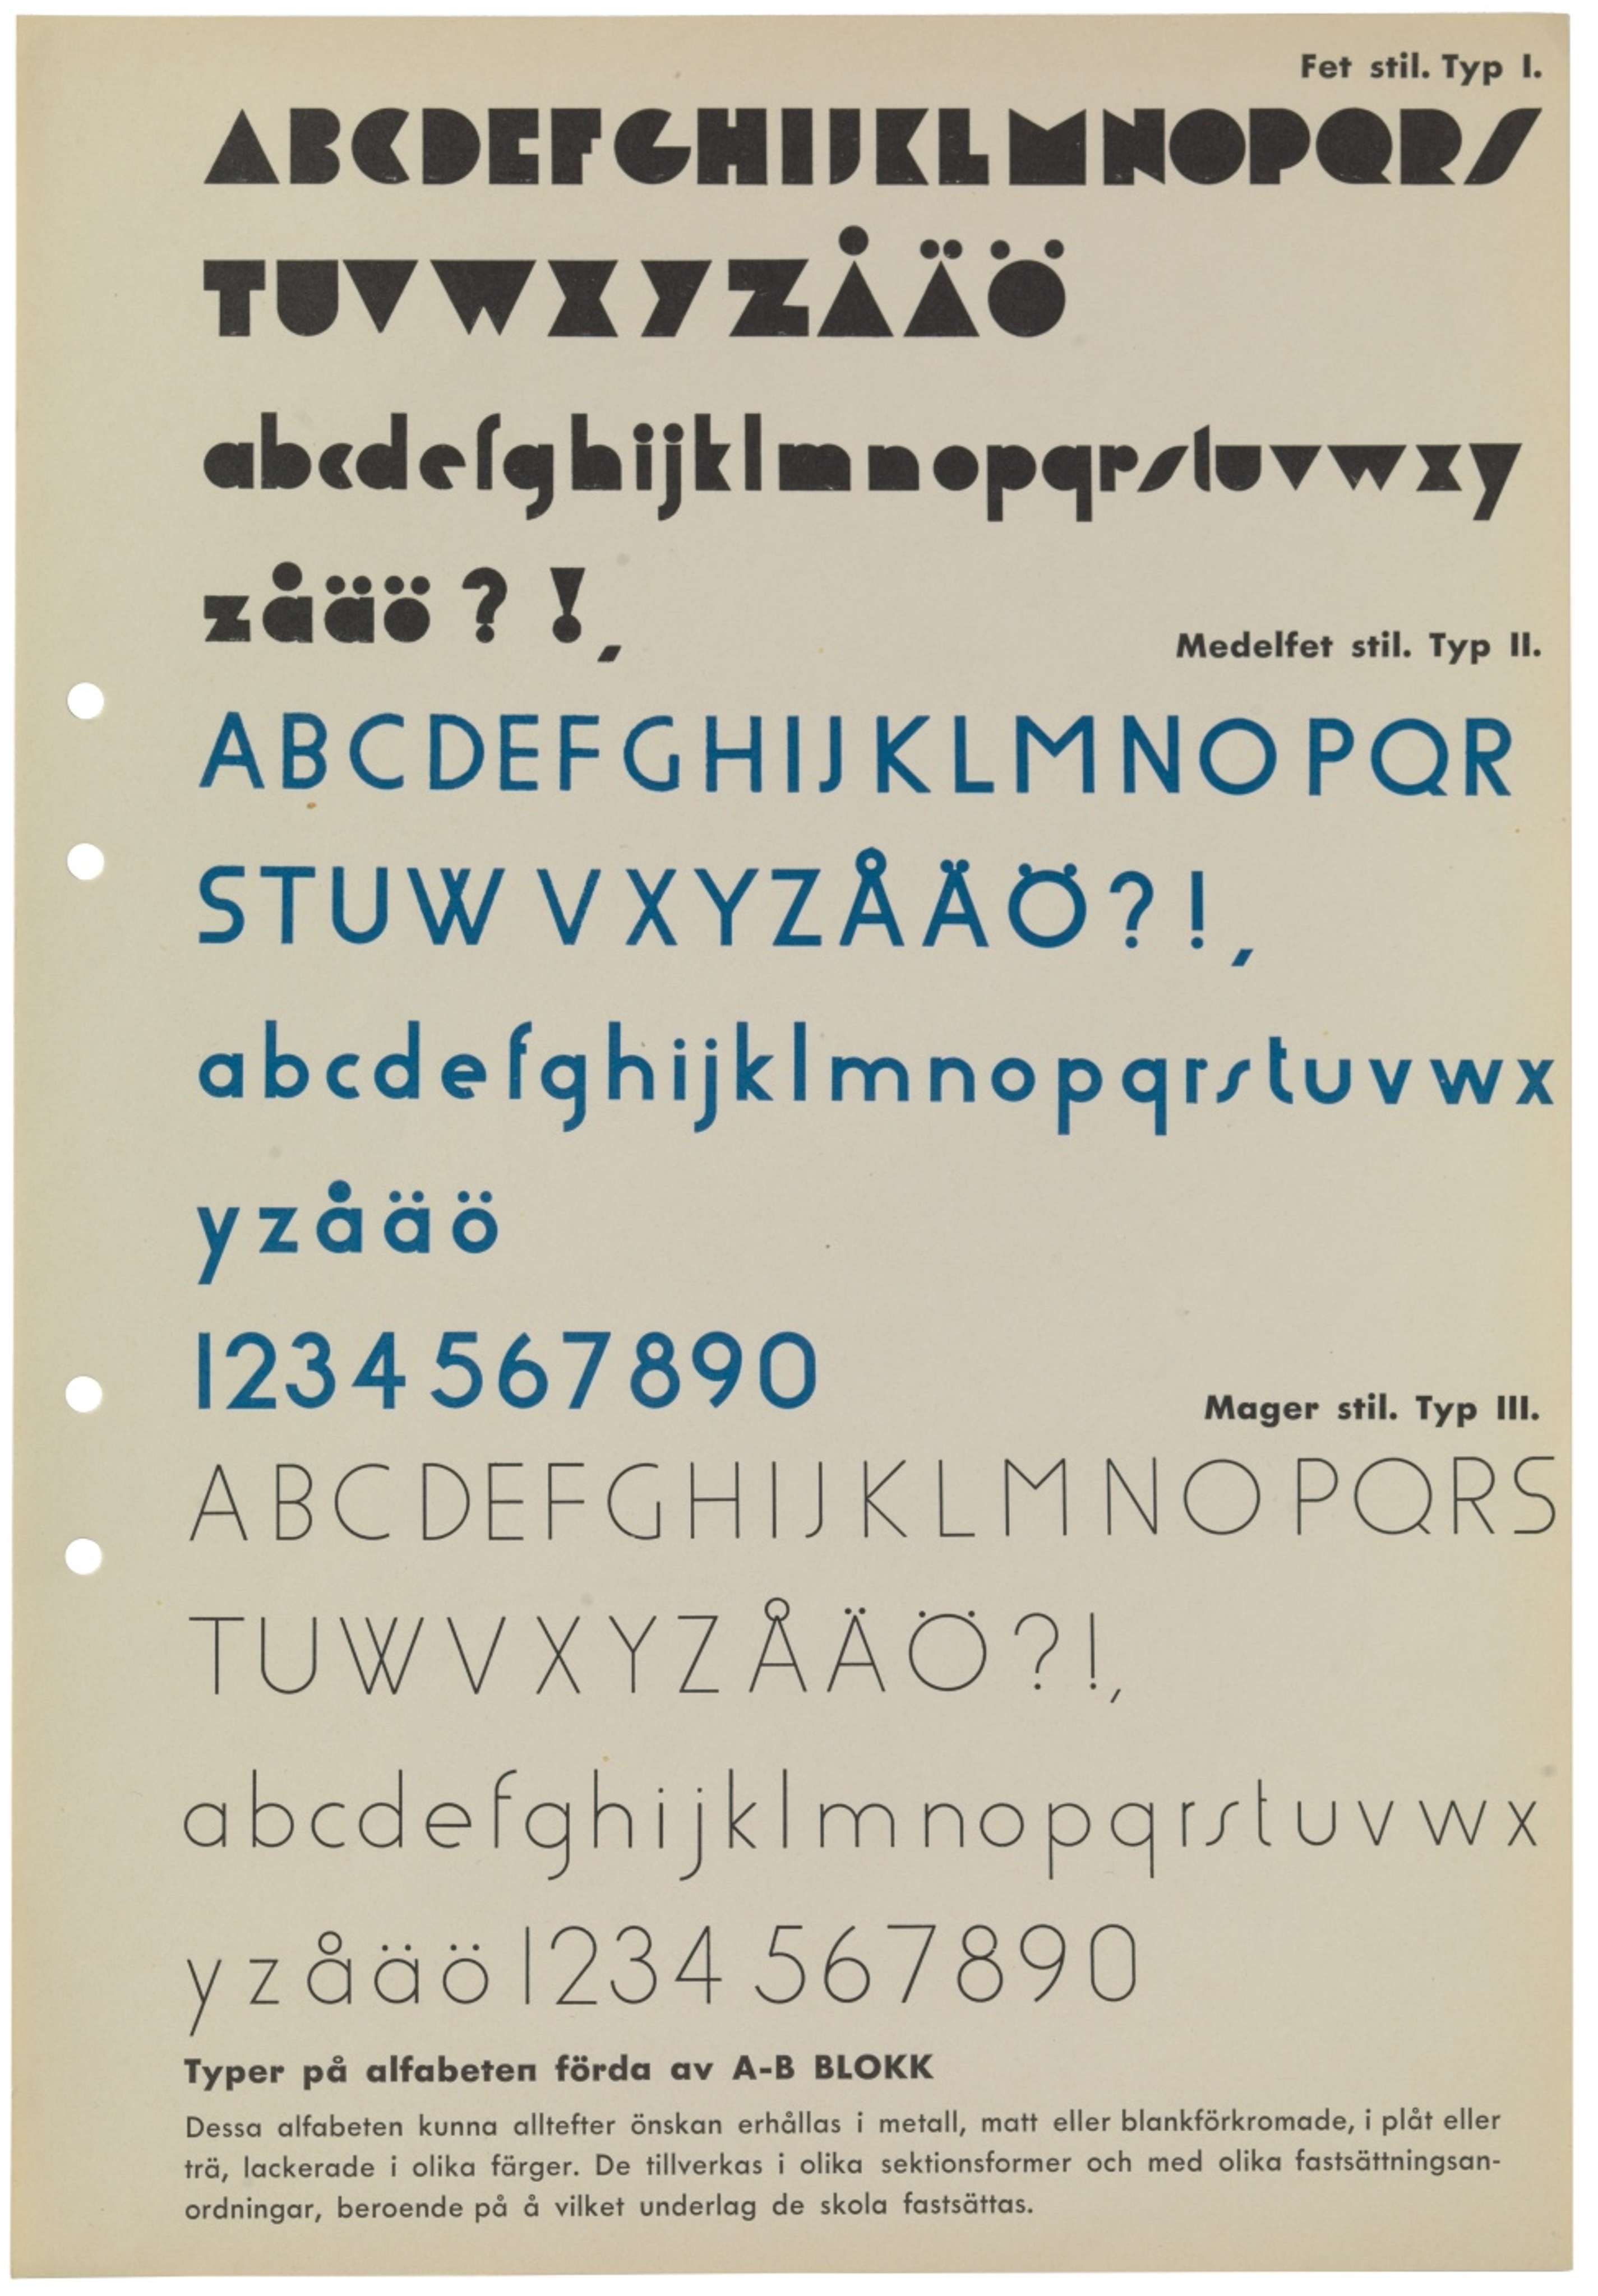 Fet stil. Typ I.
ABCDEFGHIJKLMNOPQRS
TUVWXYZÅÄÖ
abcdefghijklmnopqrstuvwxy
zåäö?!,
Medelfet stil. Typ II.
ABCDEFGHIJKLMNOPQR
STUWVXYZÅÄÖ?!,
abcdefghijklmnopqrstuvwx
yzåäö
1234567890
Mager stil. Typ III.
ABCDEFGHIJKLMNOPQRS
TUWVXYZÅÄÖ?!,
abcdefghijklmnopqrstuvwx
yzåäö1234567890
Typer på alfabeten förda av A-B BLOKK
Dessa alfabeten kunna alltefter önskan erhållas i metall, matt eller blankförkromade, i plåt eller
trä, lackerade i olika färger. De tillverkas i olika sektionsformer och med olika fastsättningsan-
ordningar, beroende på å vilket underlag de skola fastsättas.